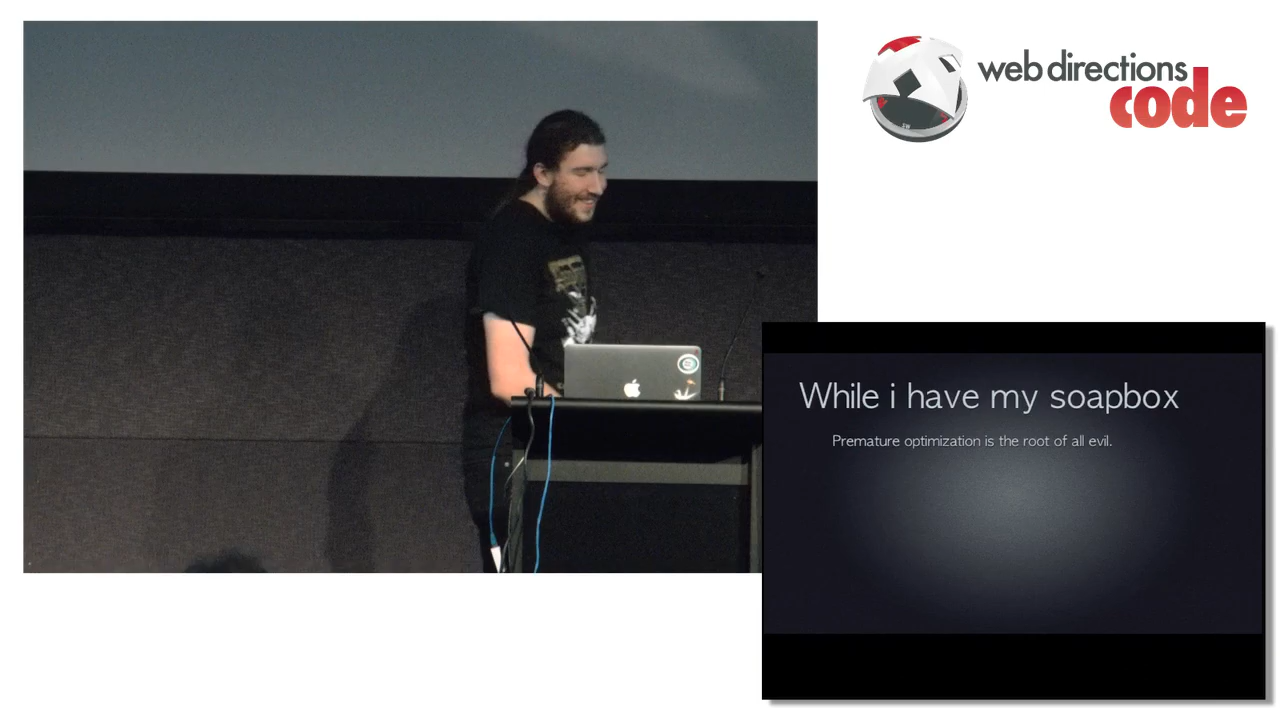 web directions
code
While i have my soapbox
Premature optimization is the root of all evil.